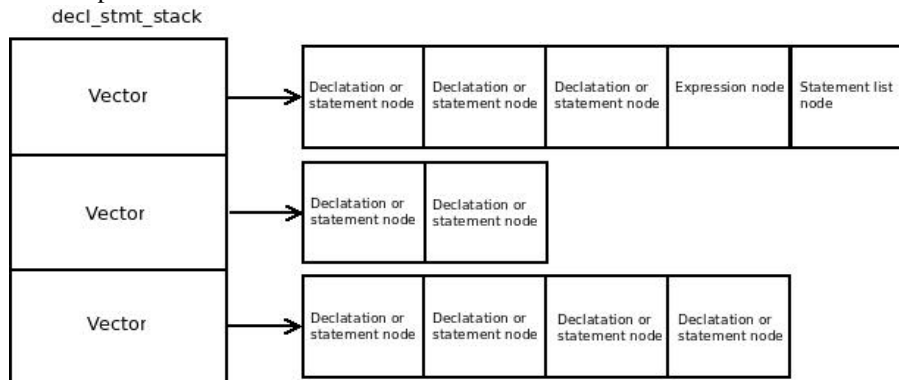 decl_stmt_stack
Vector
Declatation or
statement node
Declatation or
statement node
Declatation or
statement node
Expression node
Statement list
node
Vector
Declatation or
statement node
Declatation or
statement node
Vector
Declatation or
statement node
Declatation or
statement node
Declatation or
statement node
Declatation or
statement node